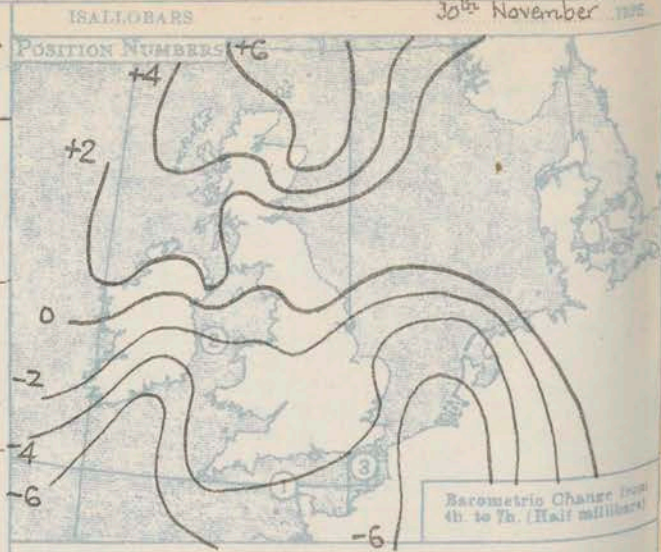 ISALLOBARS
30th November 1925
POSITION NUMBERS
+6
+4
+2
0
-2
-4
-6
3
1
-6
Barometric Change from
4h. to 7h. (Half millibars)